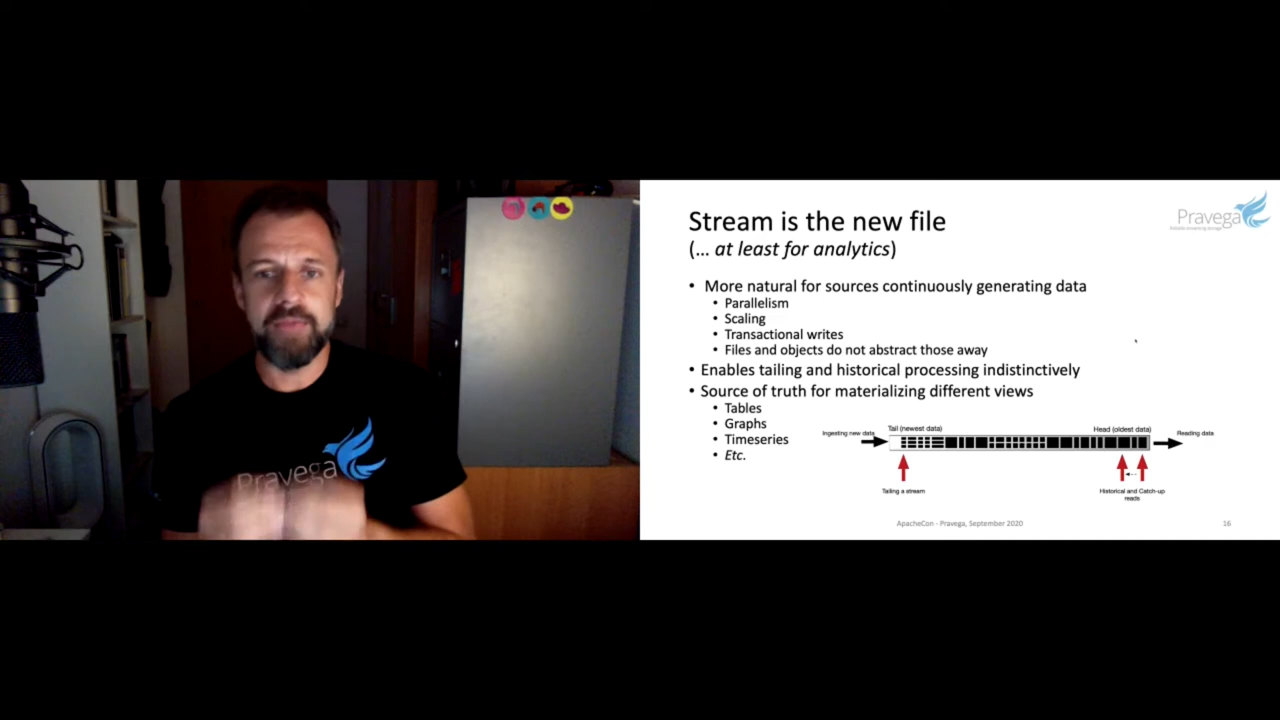 Pravega
Stream is the new file
(... at least for analytics)
Pravega
• More natural for sources continuously generating data
• Parallelism
• Scaling
• Transactional writes
• Files and objects do not abstract those away
• Enables tailing and historical processing indistinctively
• Source of truth for materializing different views
• Tables
• Graphs
• Timeseries
• Etc.
Ingesting new data
Tail (newest data)
Head (oldest data)
Reading data
Tailing a stream
Historical and Catch-up
reads
ApacheCon - Pravega, September 2020
16